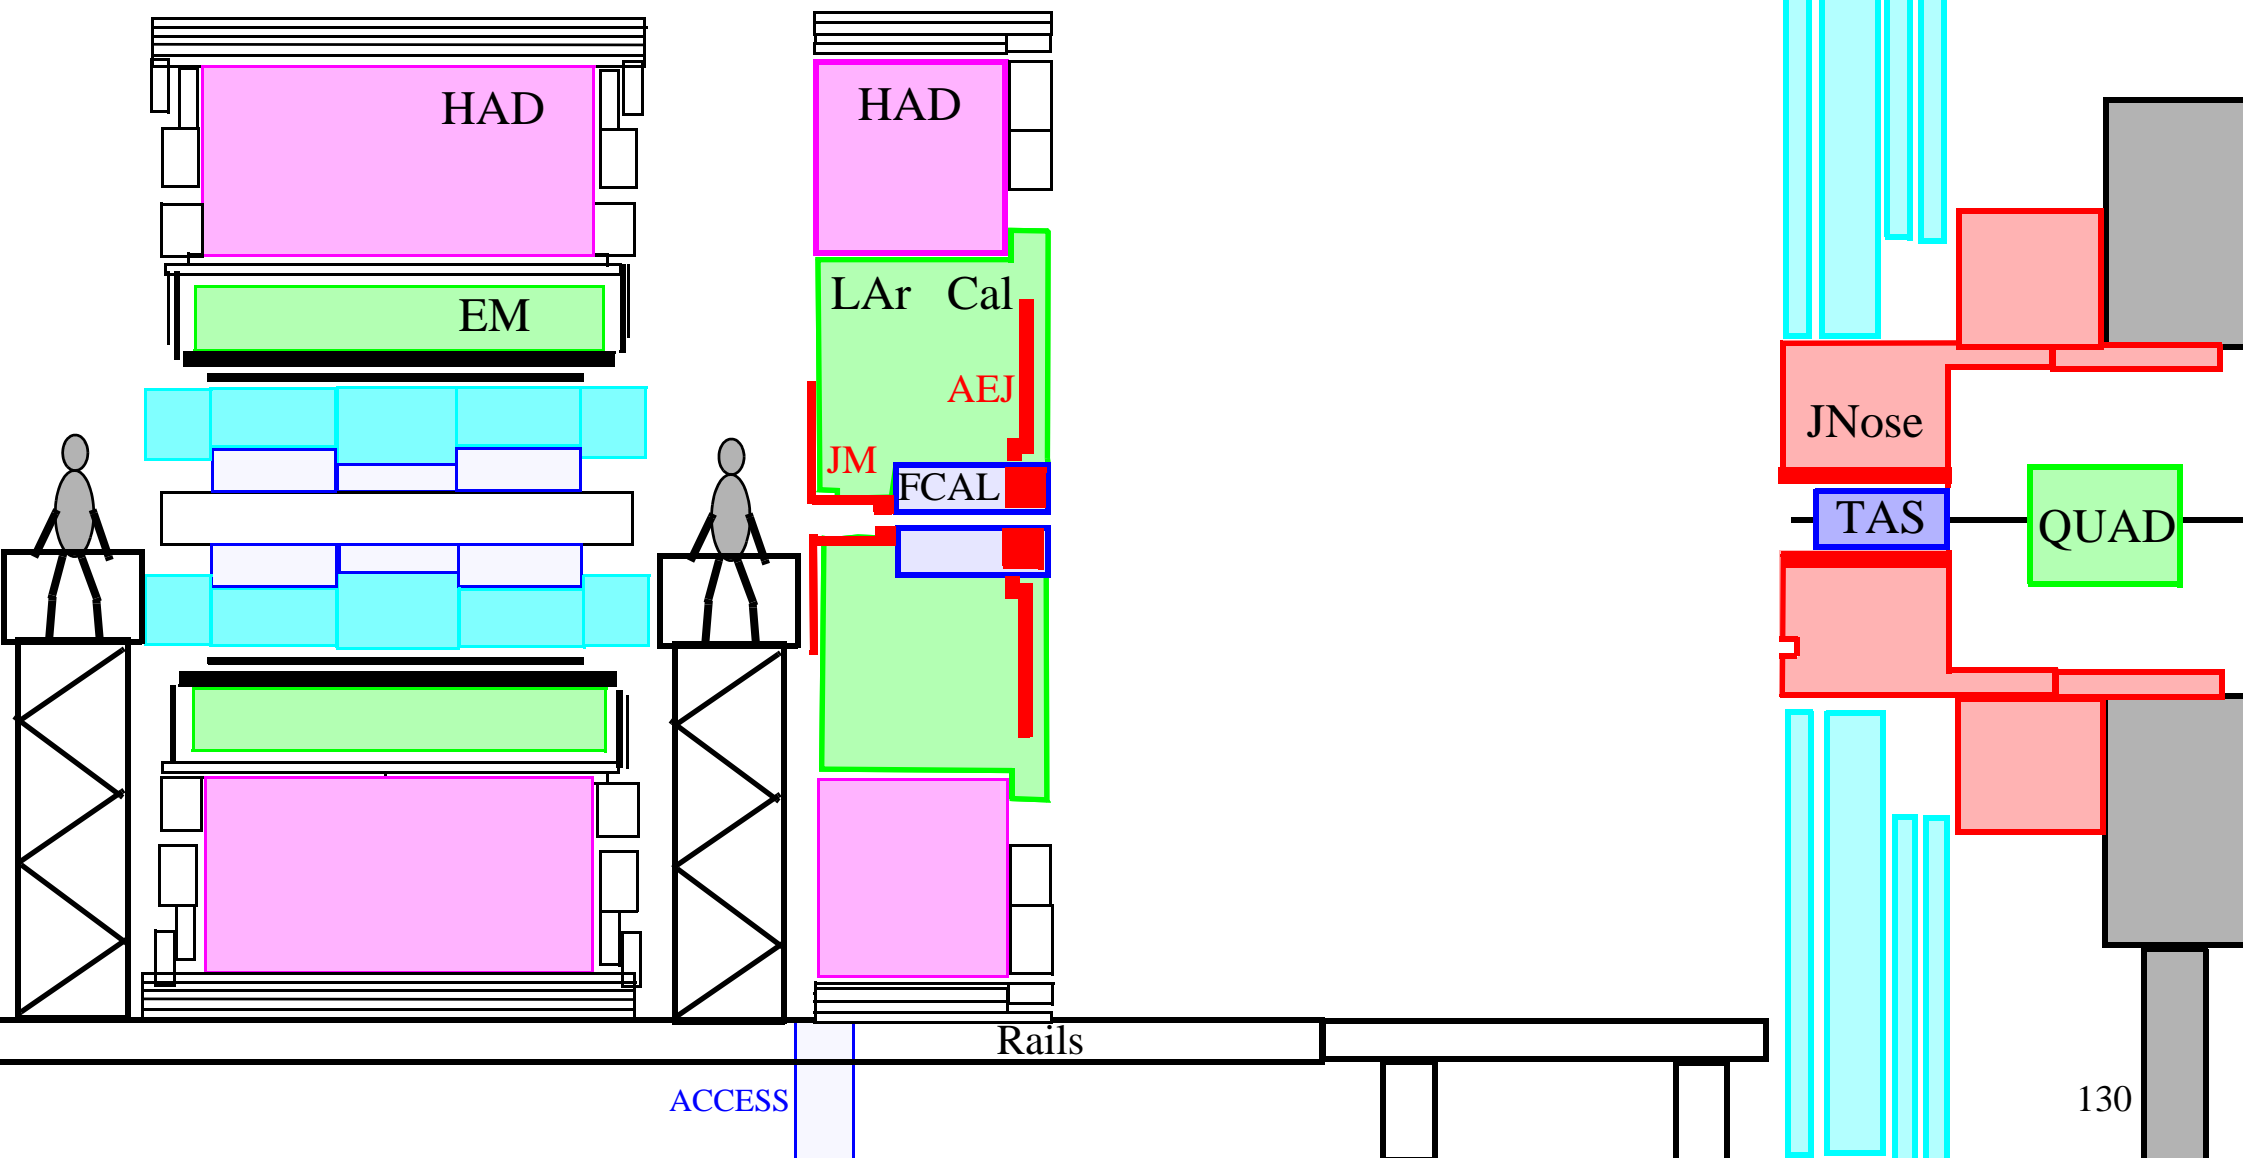 HAD
HAD
EM
LAr Cal
AEJ
JM
FCAL
JNose
TAS
QUAD
Rails
ACCESS
130